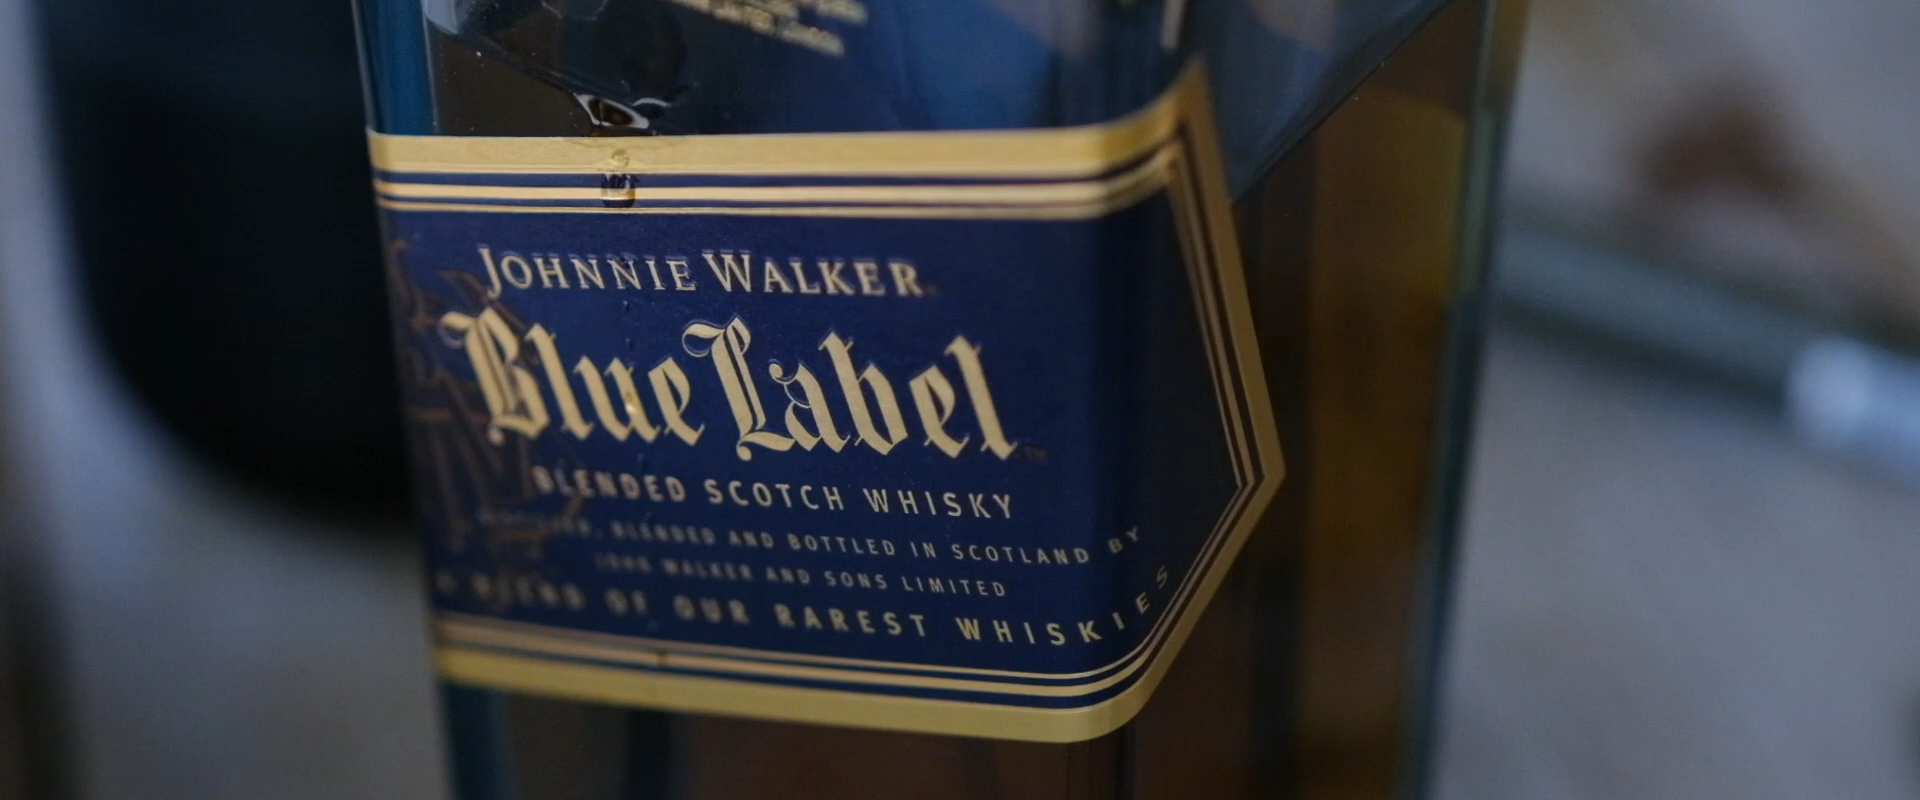 JOHNNIE WALKER
Blue Label
BLENDED SCOTCH WHISKY
BLENDED AND BOTTLED IN SCOTLAND BY
JOHN WALKER AND SONS LIMITED
A BLEND OF OUR RAREST WHISKIES